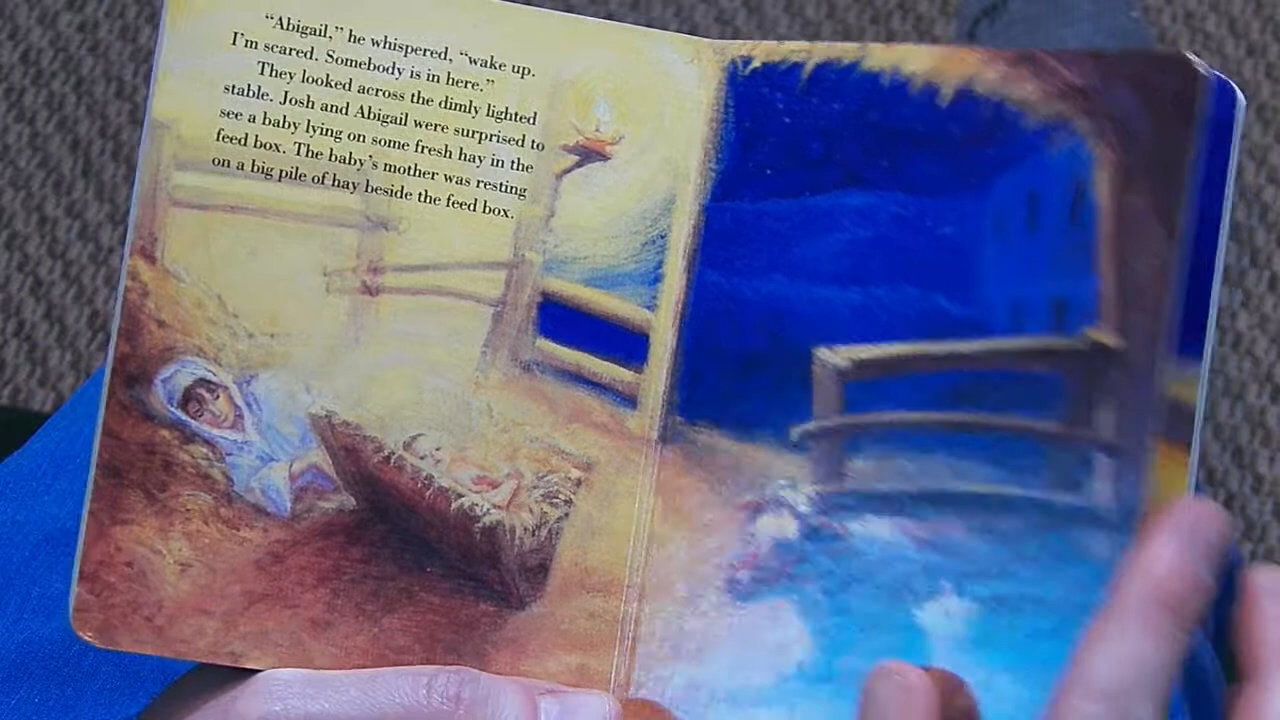 “Abigail,” he whispered, “wake up.
I’m scared. Somebody is in here.”
They looked across the dimly lighted
stable. Josh and Abigail were surprised to
see a baby lying on some fresh hay in the
feed box. The baby’s mother was resting
on a big pile of hay beside the feed box.